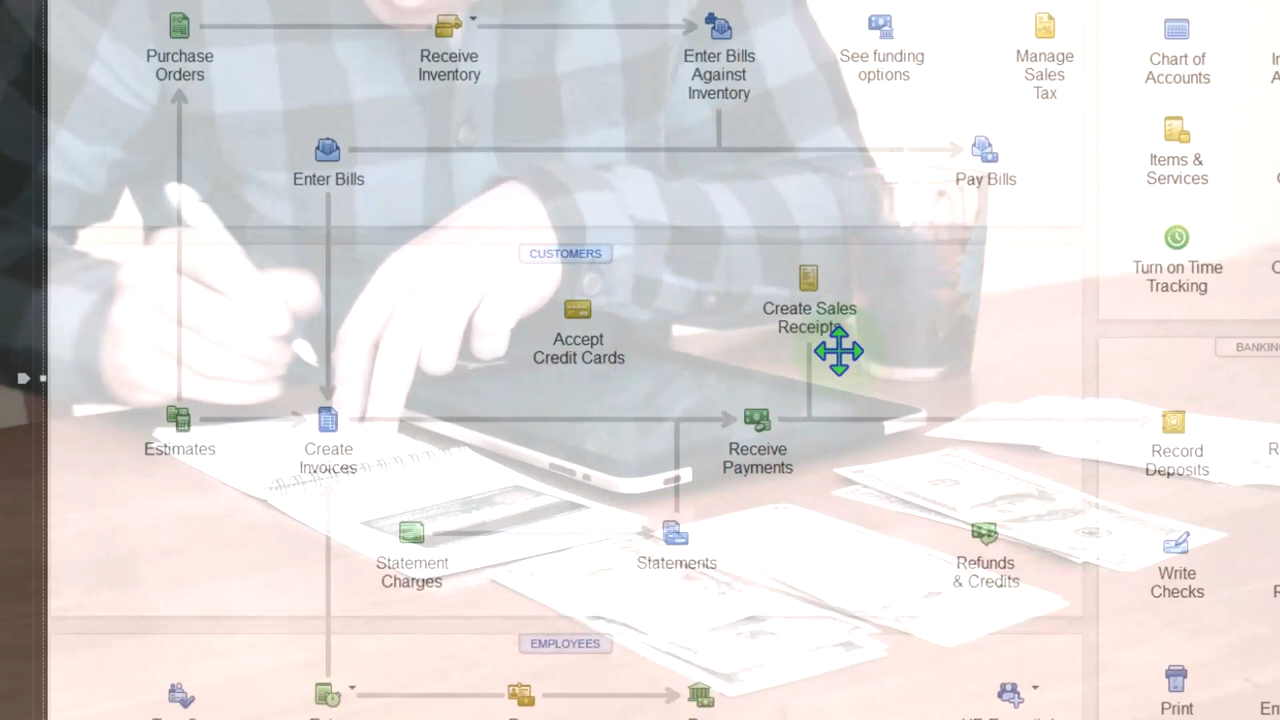 Purchase
Orders
Receive
Inventory
Enter Bills
Against
Inventory
See funding
options
Manage
Sales
Tax
Chart of
Accounts
Enter Bills
Pay Bills
Items &
Services
CUSTOMERS
Turn on Time
Tracking
Create Sales
Receipts
Accept
Credit Cards
Estimates
Create
Invoices
Receive
Payments
Record
Deposits
Statement
Charges
Statements
Refunds
& Credits
Write
Checks
EMPLOYEES
Print